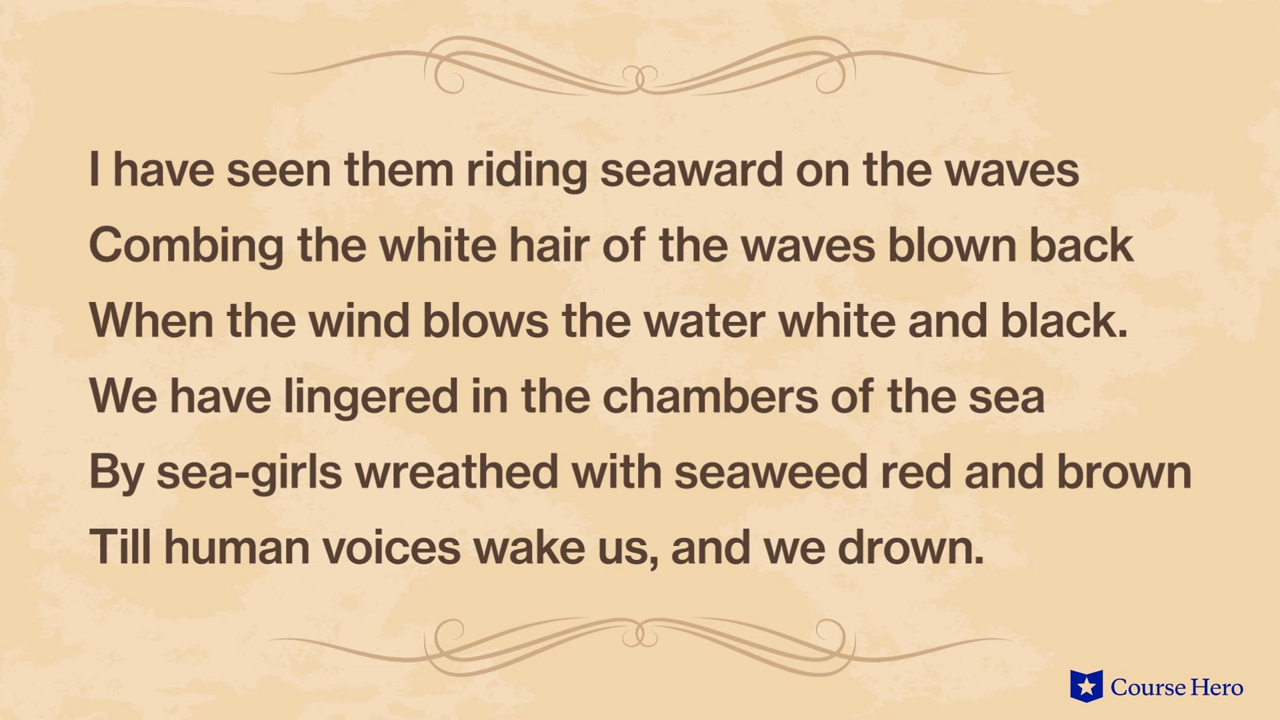 I have seen them riding seaward on the waves
Combing the white hair of the waves blown back
When the wind blows the water white and black.
We have lingered in the chambers of the sea
By sea-girls wreathed with seaweed red and brown
Till human voices wake us, and we drown.
Course Hero